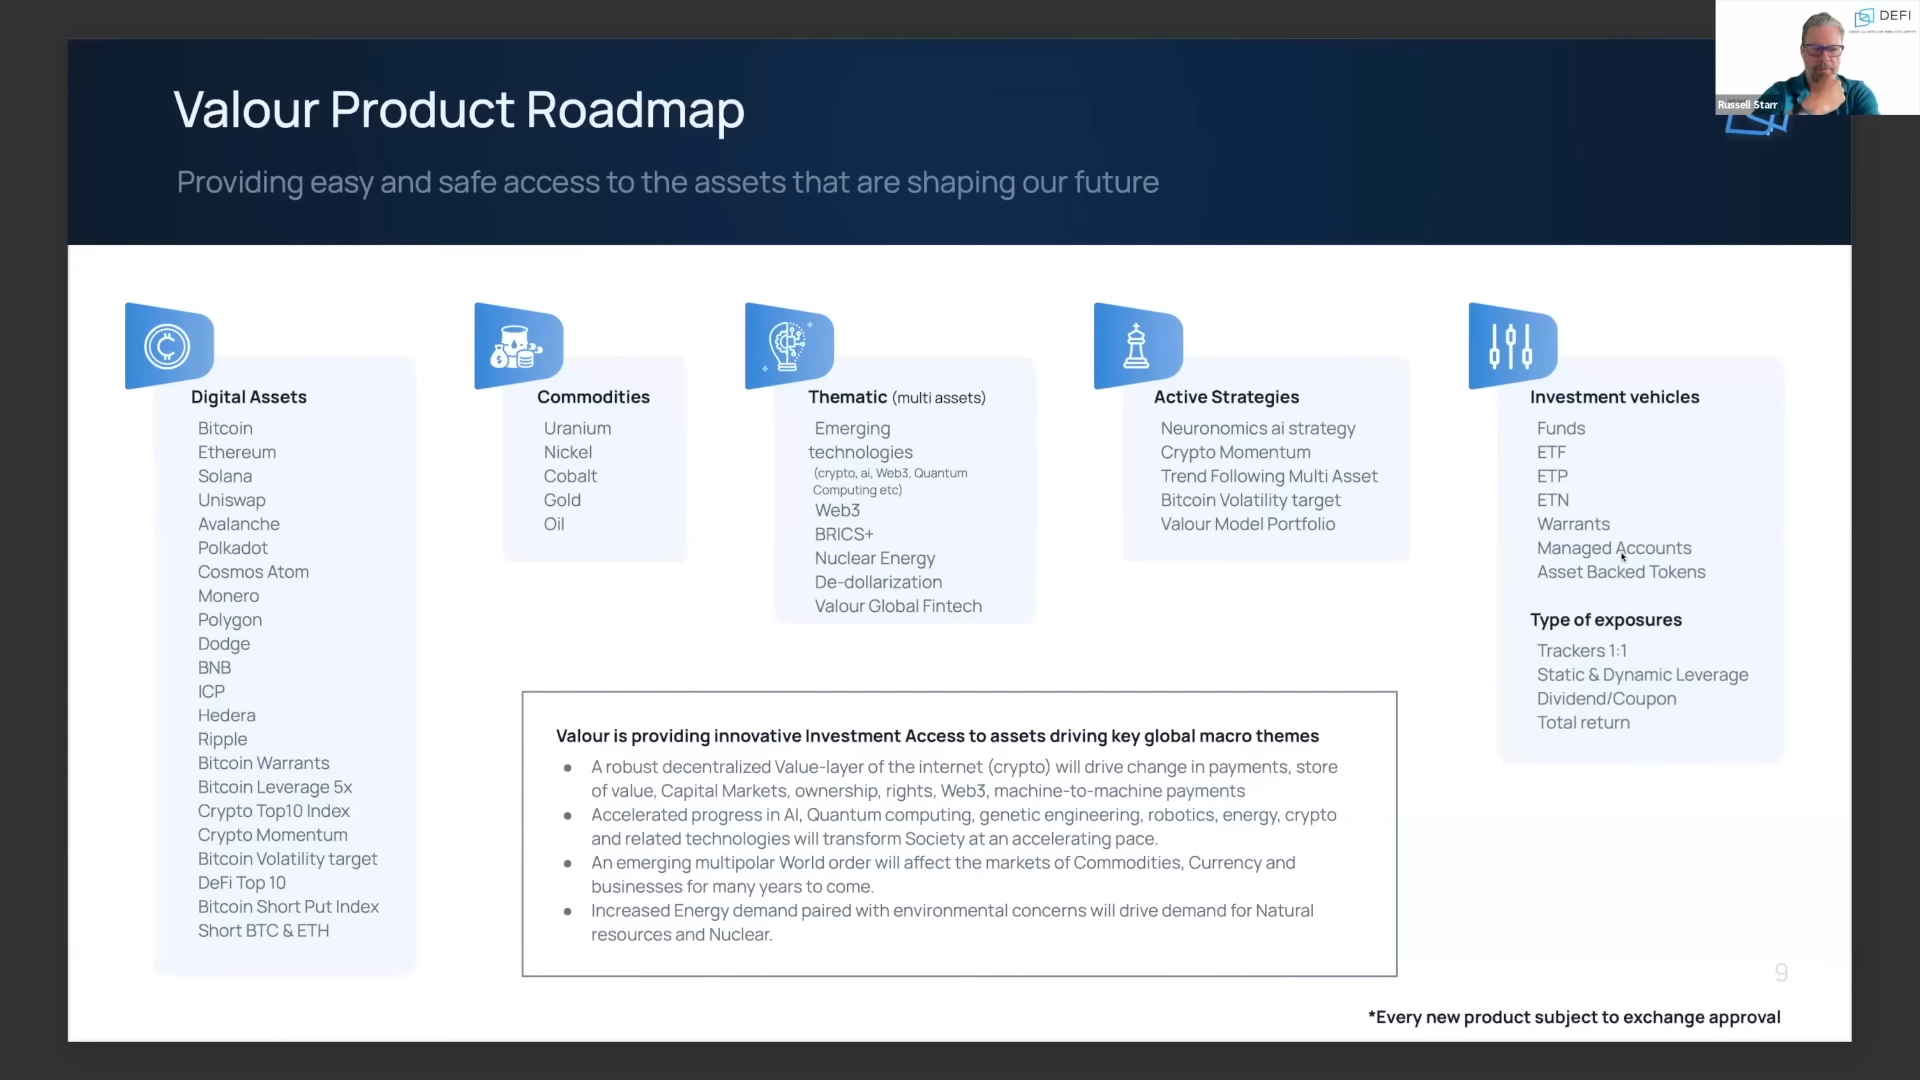 DEFI
Russell Starr
Valour Product Roadmap
Providing easy and safe access to the assets that are shaping our future
Digital Assets
Bitcoin
Ethereum
Solana
Uniswap
Avalanche
Polkadot
Cosmos Atom
Monero
Polygon
Dodge
BNB
ICP
Hedera
Ripple
Bitcoin Warrants
Bitcoin Leverage 5x
Crypto Top10 Index
Crypto Momentum
Bitcoin Volatility target
DeFi Top 10
Bitcoin Short Put Index
Short BTC & ETH
Commodities
Uranium
Nickel
Cobalt
Gold
Oil
Thematic (multi assets)
Emerging
technologies
(crypto, ai, Web3, Quantum
Computing etc)
Web3
BRICS+
Nuclear Energy
De-dollarization
Valour Global Fintech
Active Strategies
Neuronomics ai strategy
Crypto Momentum
Trend Following Multi Asset
Bitcoin Volatility target
Valour Model Portfolio
Investment vehicles
Funds
ETF
ETP
ETN
Warrants
Managed Accounts
Asset Backed Tokens
Type of exposures
Trackers 1:1
Static & Dynamic Leverage
Dividend/Coupon
Total return
Valour is providing innovative Investment Access to assets driving key global macro themes
● A robust decentralized Value-layer of the internet (crypto) will drive change in payments, store
of value, Capital Markets, ownership, rights, Web3, machine-to-machine payments
● Accelerated progress in AI, Quantum computing, genetic engineering, robotics, energy, crypto
and related technologies will transform Society at an accelerating pace.
● An emerging multipolar World order will affect the markets of Commodities, Currency and
businesses for many years to come.
● Increased Energy demand paired with environmental concerns will drive demand for Natural
resources and Nuclear.
9
*Every new product subject to exchange approval